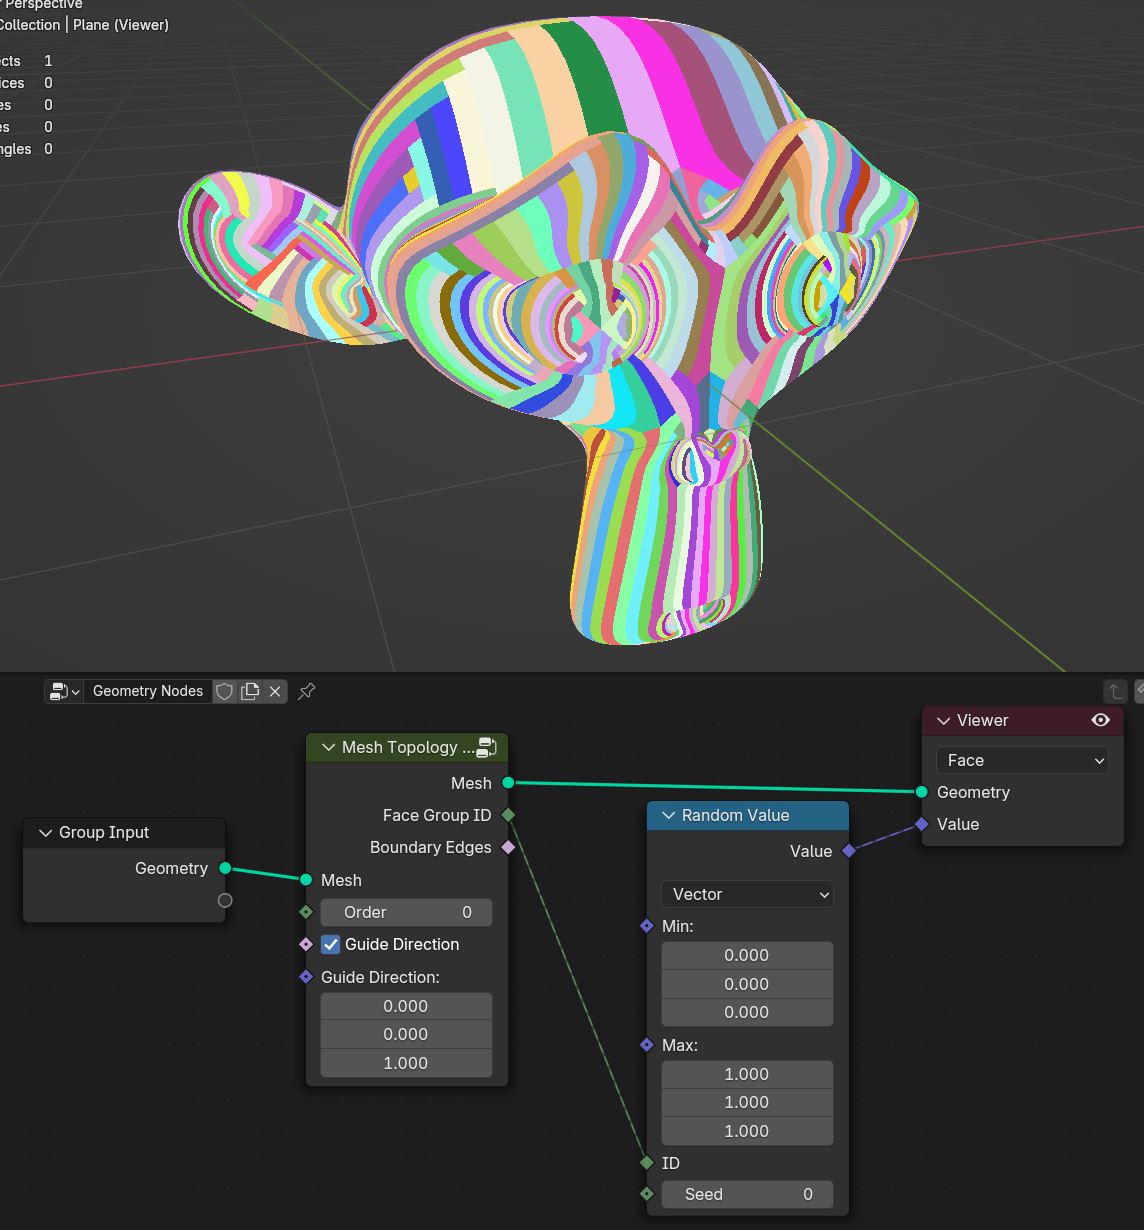 Perspective
Collection | Plane (Viewer)
ects 1
ices 0
es 0
es 0
ngles 0
Geometry Nodes
Viewer
Face
Geometry
Value
Mesh Topology ...
Mesh
Face Group ID
Boundary Edges
Mesh
Order 0
Guide Direction
Guide Direction:
0.000
0.000
1.000
Group Input
Geometry
Random Value
Value
Vector
Min:
0.000
0.000
0.000
Max:
1.000
1.000
1.000
ID
Seed 0